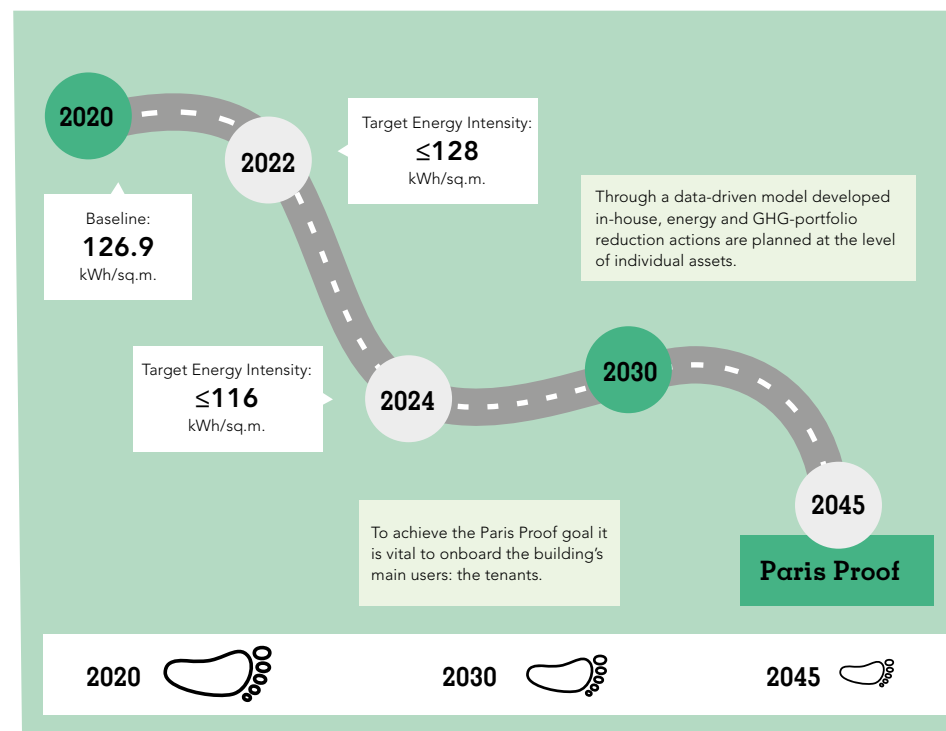 2020
2022
Target Energy Intensity:
≤128
kWh/sq.m.
Baseline:
126.9
kWh/sq.m.
Through a data-driven model developed
in-house, energy and GHG-portfolio
reduction actions are planned at the level
of individual assets.
Target Energy Intensity:
≤116
kWh/sq.m.
2024
2030
2045
Paris Proof
To achieve the Paris Proof goal it
is vital to onboard the building’s
main users: the tenants.
2020
2030
2045